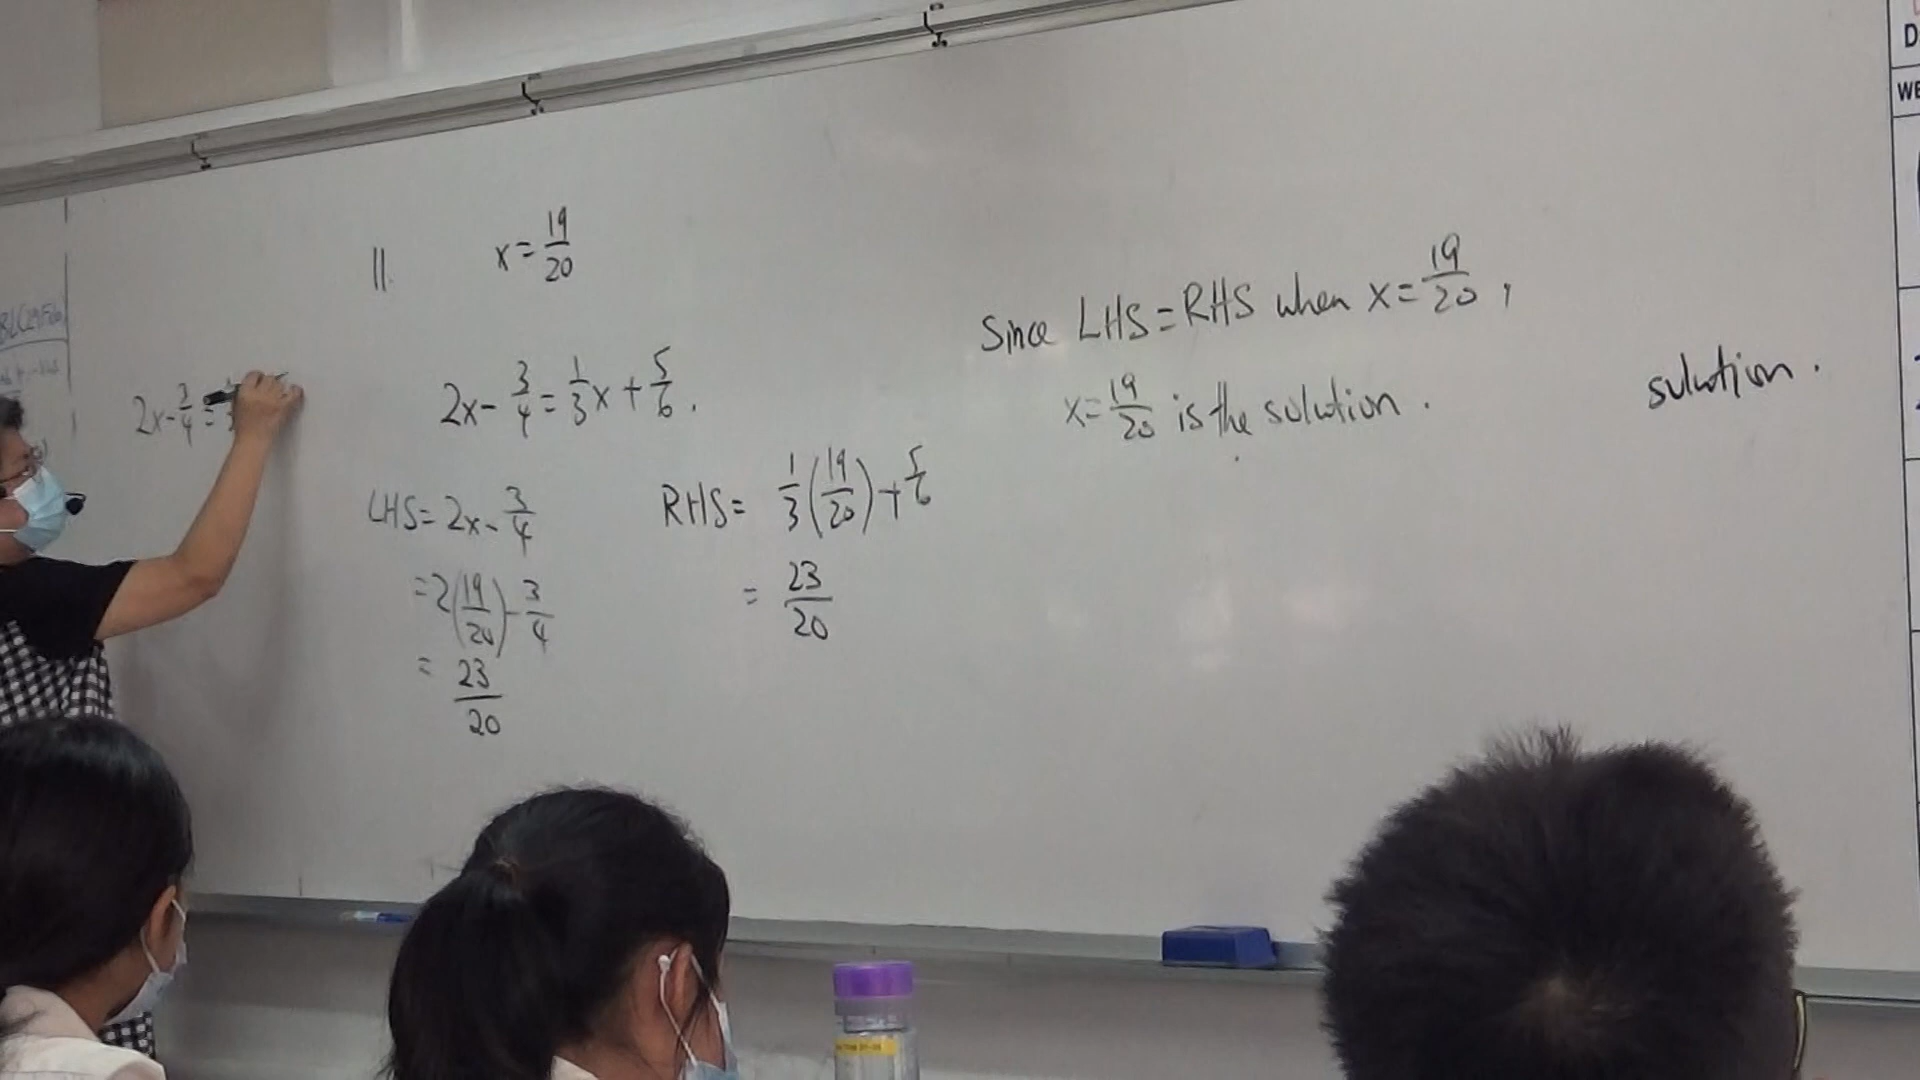 11.
x = 19/20
2x - 3/4 =
2x - 3/4 = 1/3 x + 5/6 .
LHS = 2x - 3/4
= 2(19/20) - 3/4
= 23/20
RHS = 1/3 (19/20) + 5/6
= 23/20
Since LHS = RHS when x = 19/20 ,
x = 19/20 is the solution .
solution .
D
WE